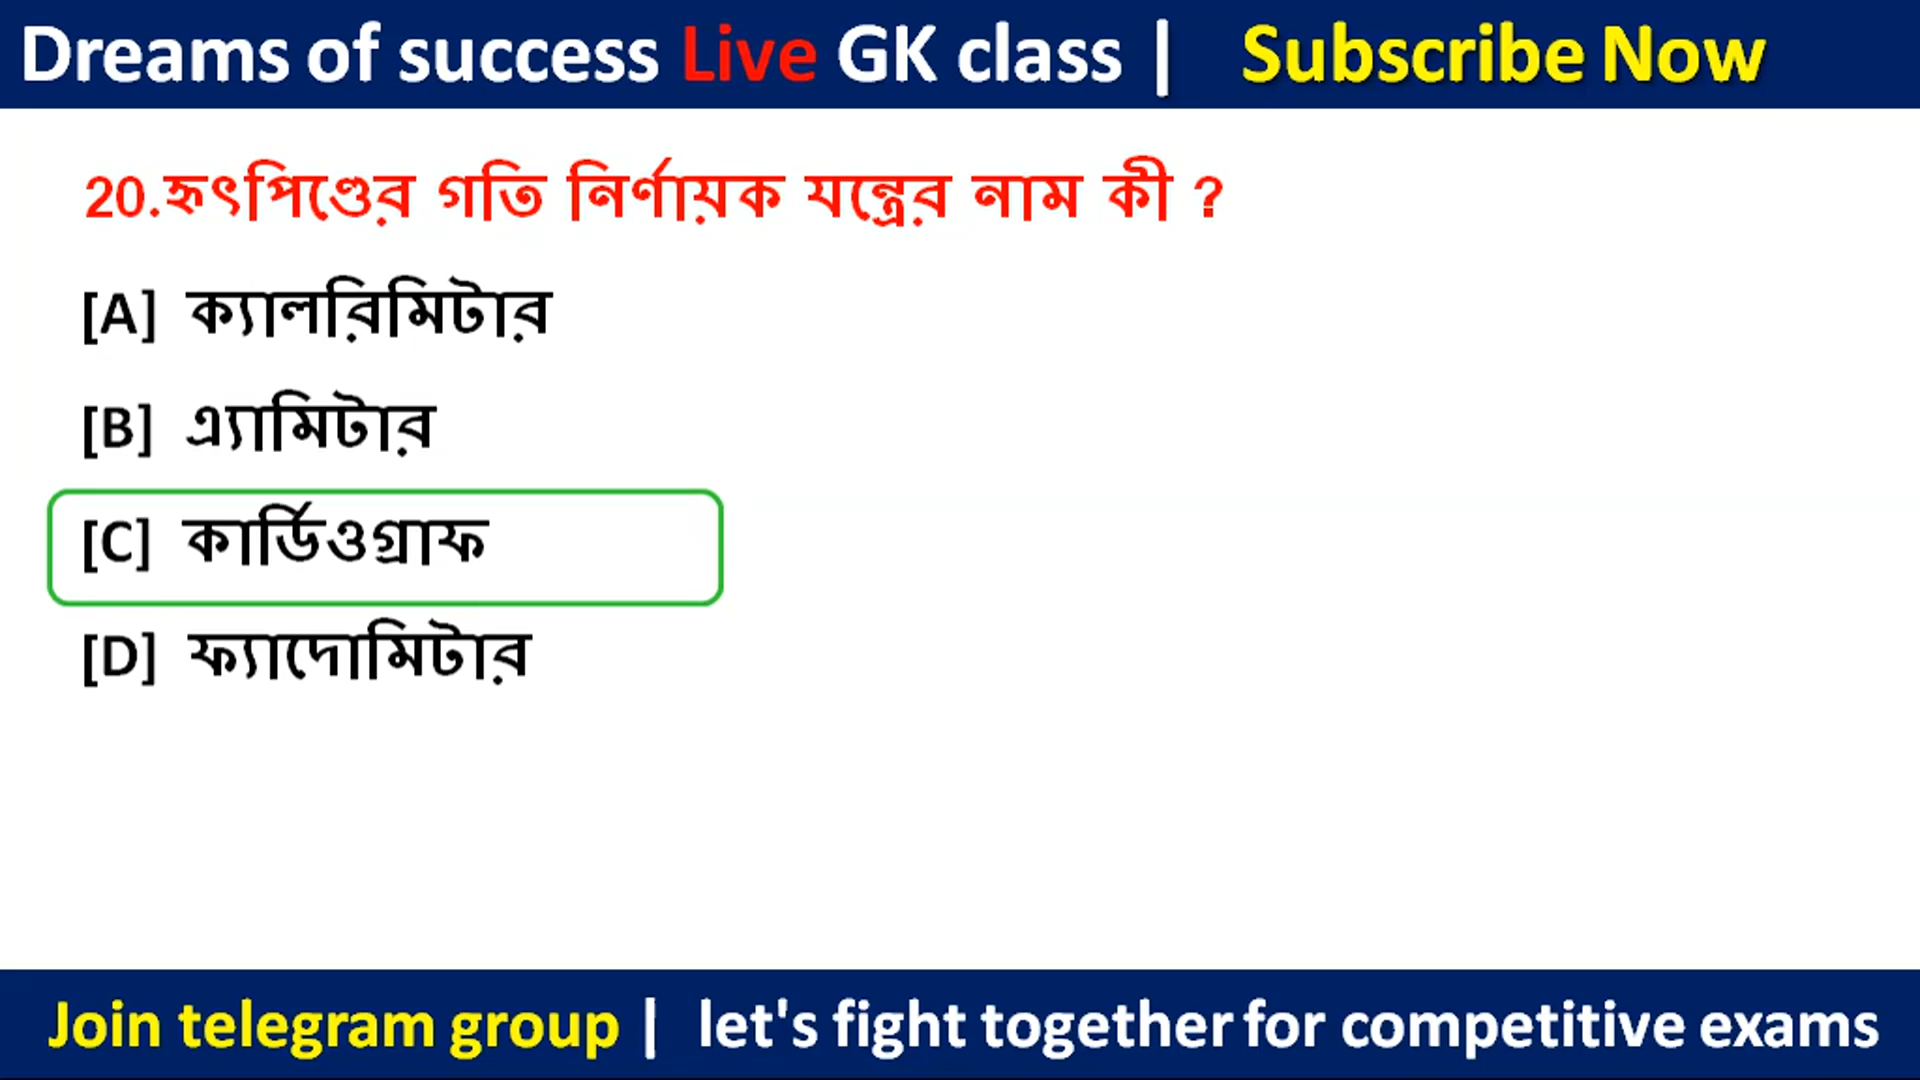 Dreams of success Live GK class | Subscribe Now
20.হৃৎপিণ্ডের গতি নির্ণায়ক যন্ত্রের নাম কী ?
[A] ক্যালরিমিটার
[B] এ্যামিটার
[C] কার্ডিওগ্রাফ
[D] ফ্যাদোমিটার
Join telegram group | let's fight together for competitive exams